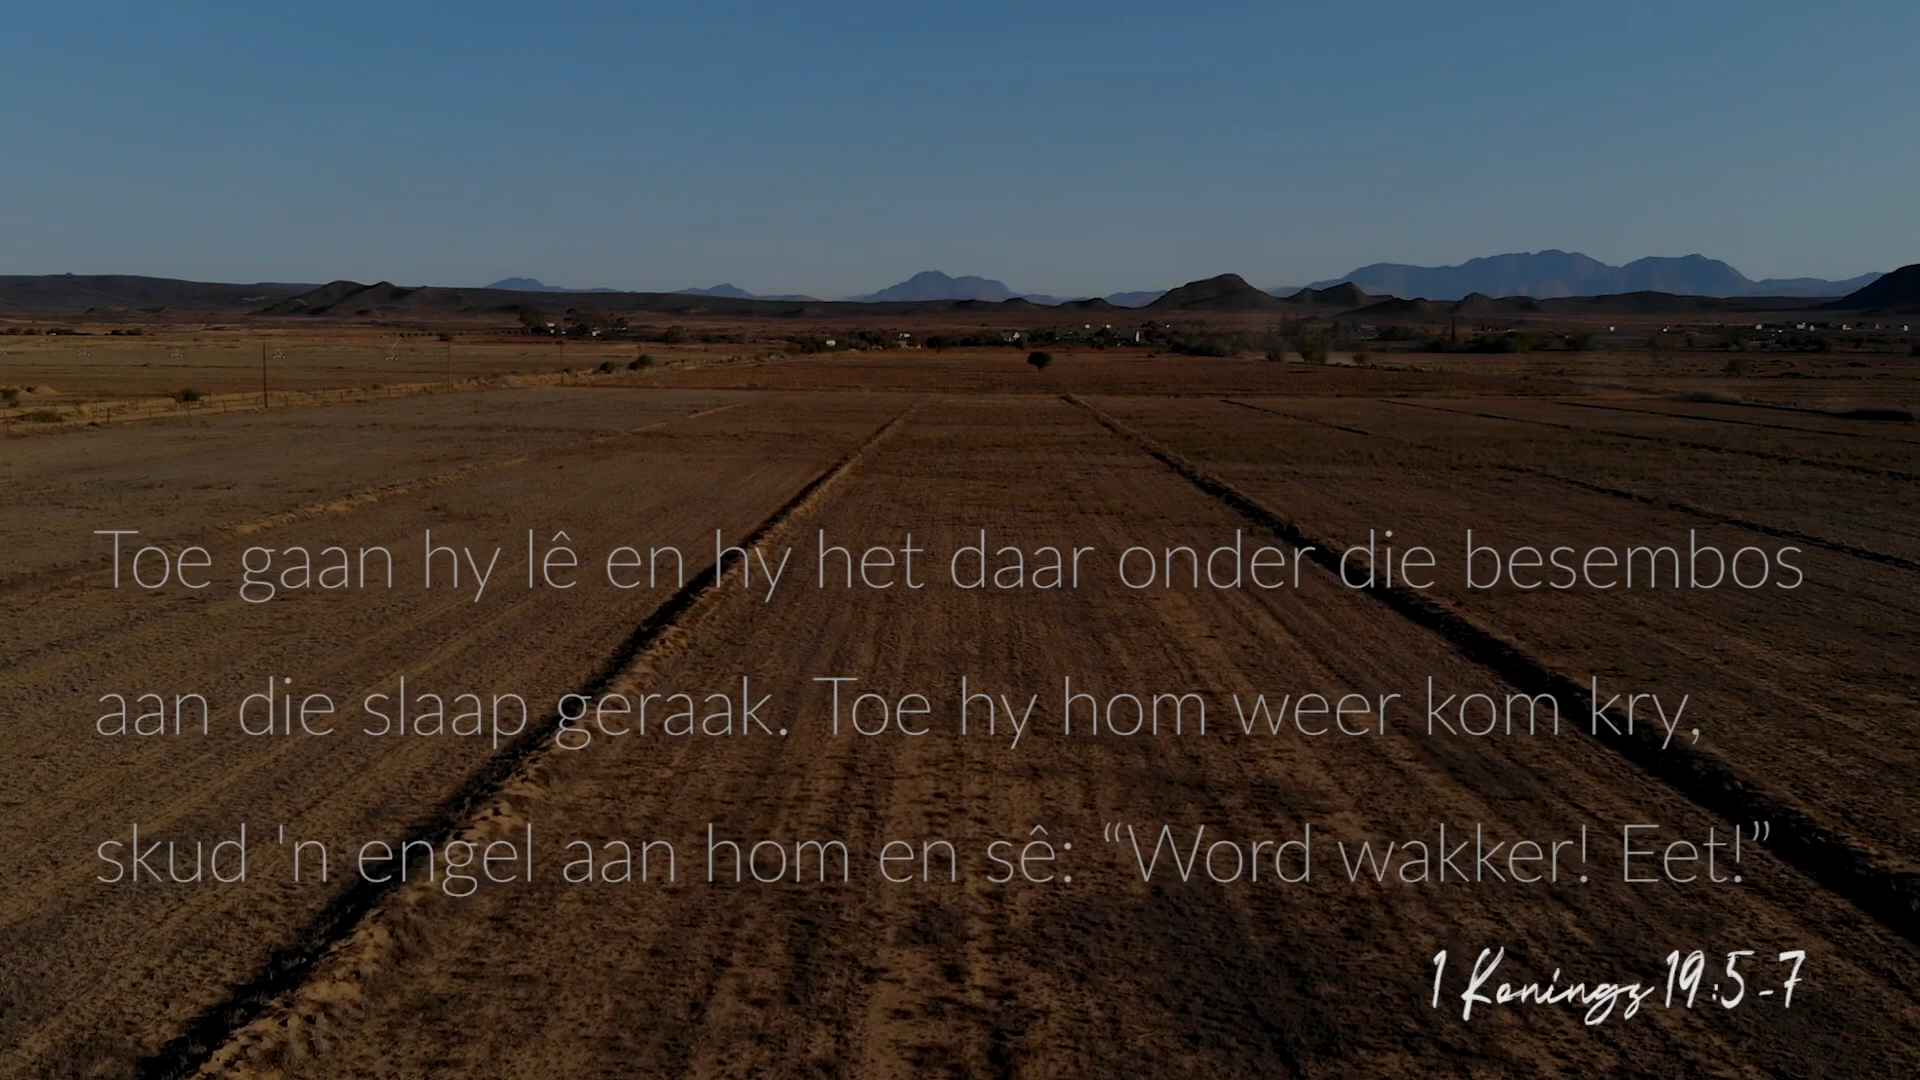 Toe gaan hy lê en hy het daar onder die besembos
aan die slaap geraak. Toe hy hom weer kom kry,
skud 'n engel aan hom en sê: “Word wakker! Eet!”
1 Konings 19:5-7